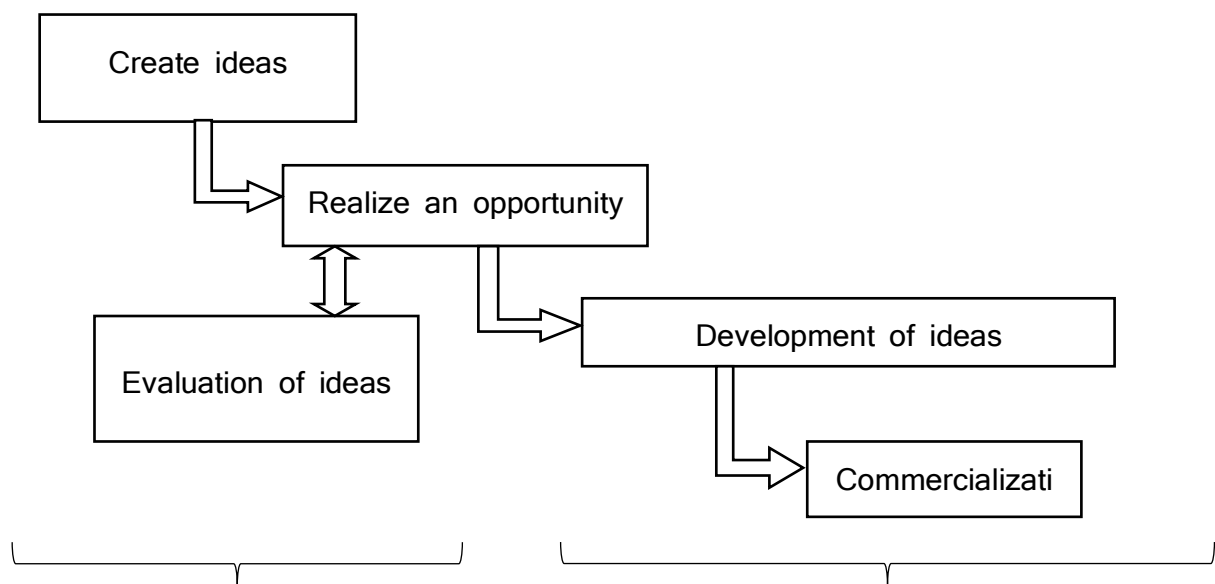 Create ideas
Realize an opportunity
Development of ideas
Evaluation of ideas
Commercializati